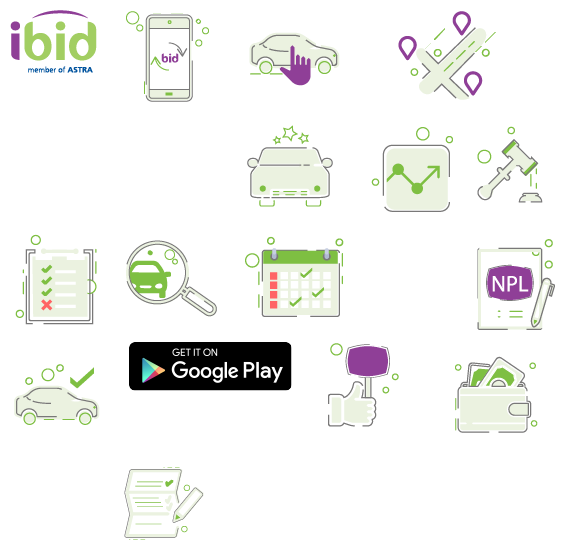 ibid
member of ASTRA
bid
NPL
GET IT ON
Google Play